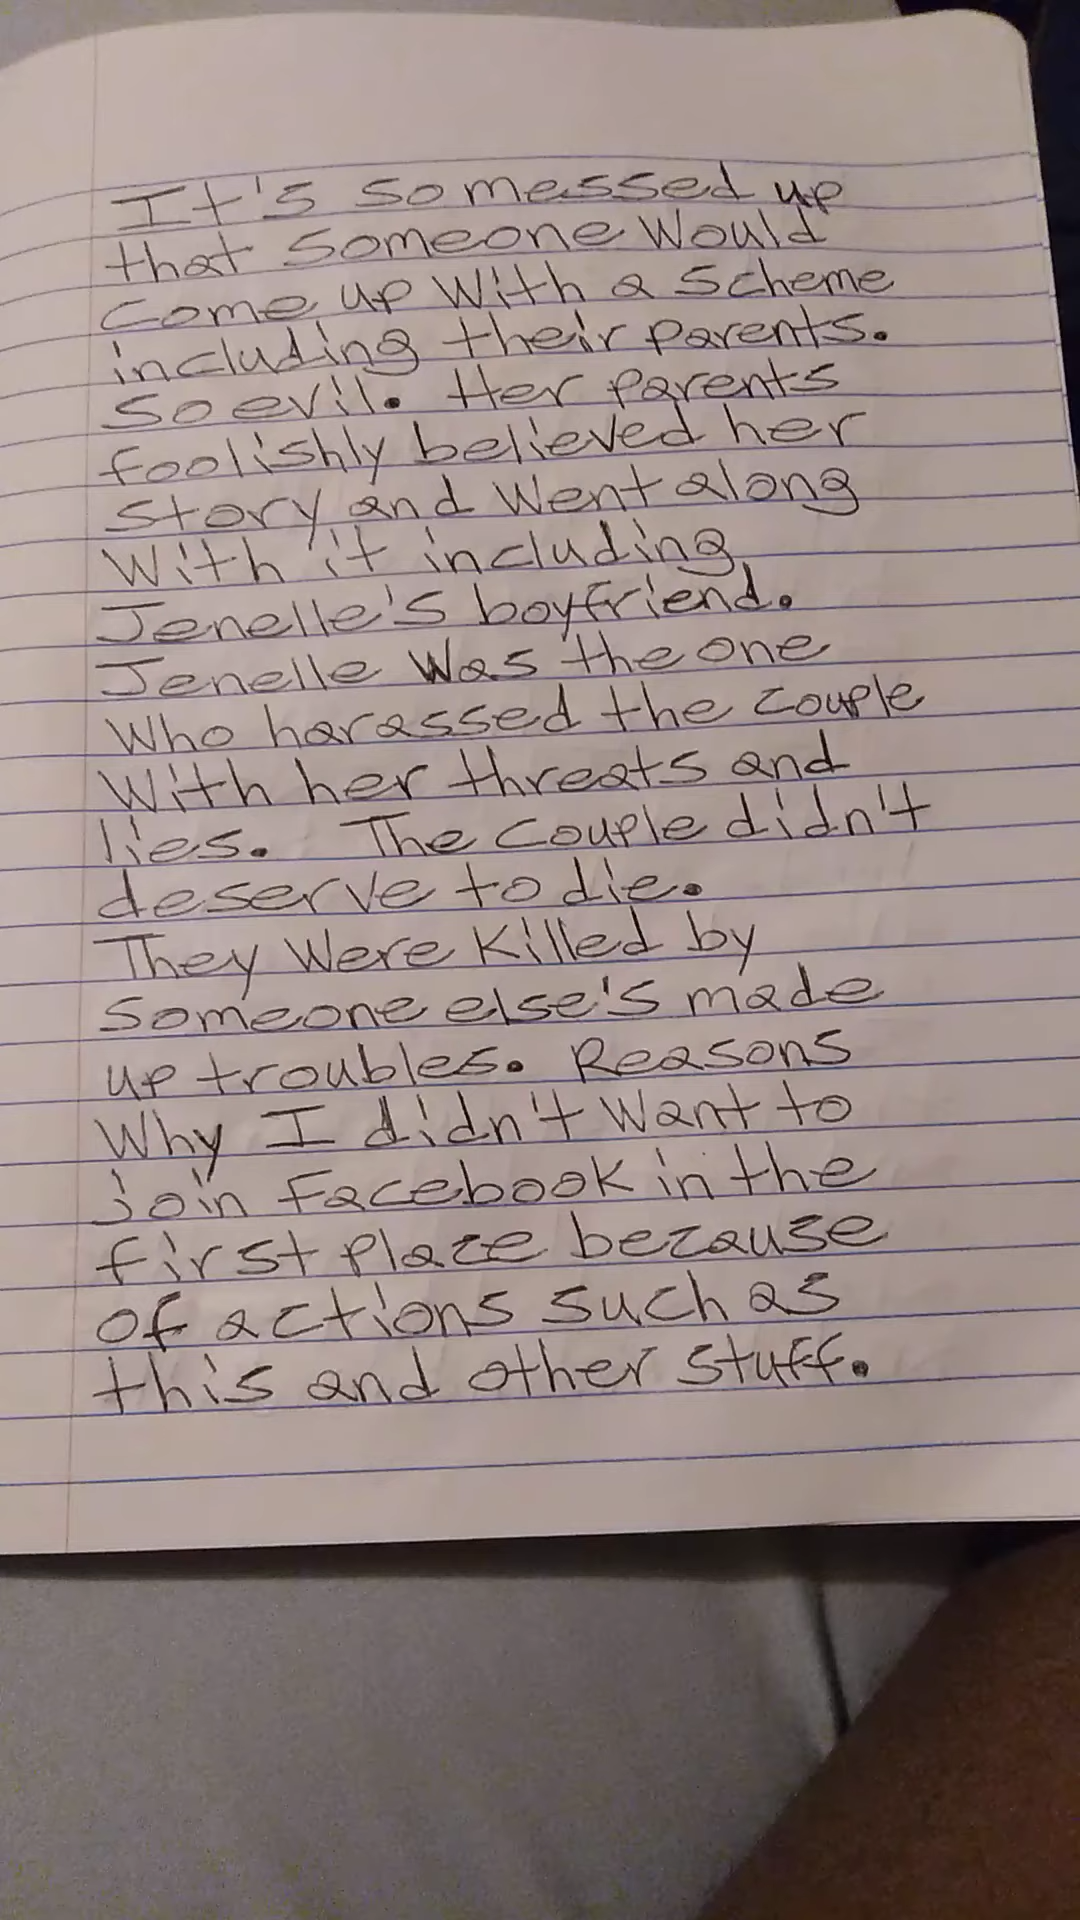 It's so messed up
that someone Would
come up With a scheme
including their parents.
So evil. Her parents
foolishly believed her
story and Went along
With it including
Jenelle's boyfriend.
Jenelle Was the one
Who harassed the couple
With her threats and
lies. The couple didn't
deserve to die.
They Were Killed by
someone else's made
up troubles. Reasons
Why I didn't Want to
join Facebook in the
first place because
of actions such as
this and other stuff.